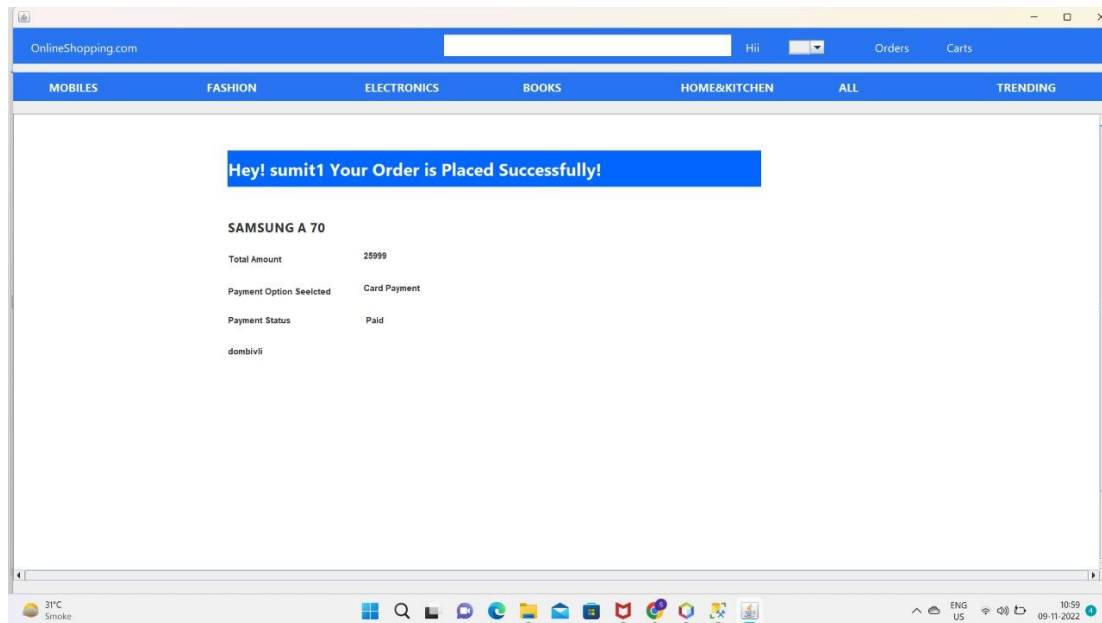 OnlineShopping.com Hii Orders Carts
MOBILES FASHION ELECTRONICS BOOKS HOME&KITCHEN ALL TRENDING
Hey! sumit1 Your Order is Placed Successfully!
SAMSUNG A 70
Total Amount 25999
Payment Option Seelcted Card Payment
Payment Status Paid
dombivli
31°C
Smoke
ENG
US
10:59
09-11-2022
4